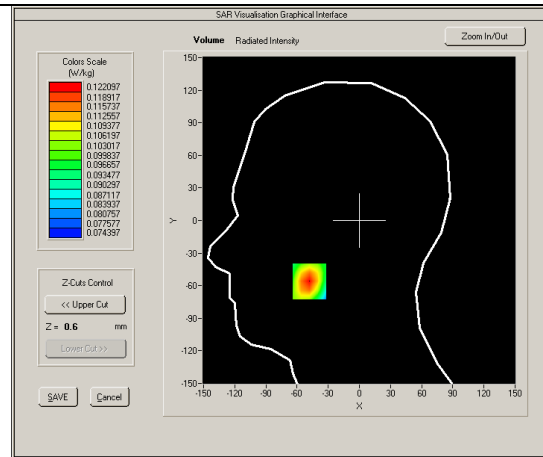 SAR Visualisation Graphical Interface
Volume Radiated Intensity
Zoom In/Out
Colors Scale
(W/kg)
0.122097
0.118917
0.115737
0.112557
0.109377
0.106197
0.103017
0.099837
0.096657
0.093477
0.090297
0.087117
0.083937
0.080757
0.077577
0.074397
Z-Cuts Control
<< Upper Cut
Z = 0.6 mm
Lower Cut >>
SAVE Cancel
150
120
90
60
30
0
-30
-60
-90
-120
-150
Y
-150 -120 -90 -60 -30 0 30 60 90 120 150
X